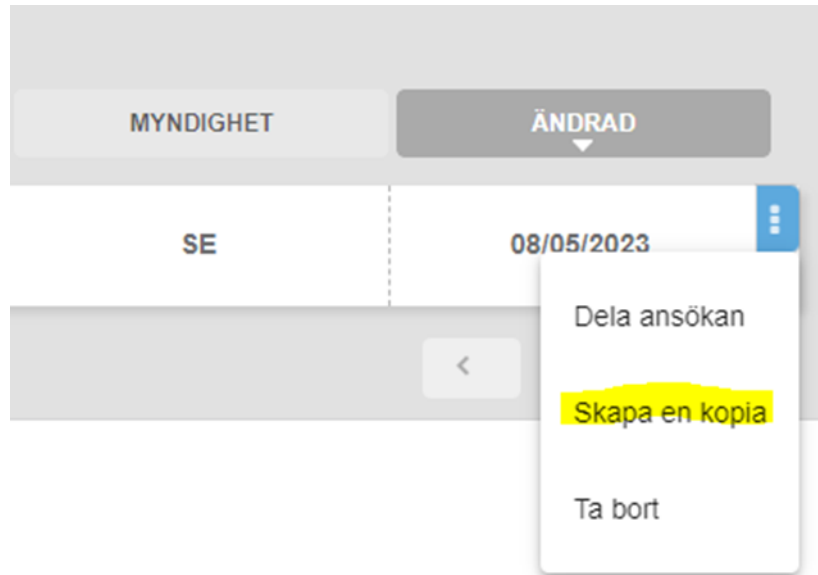 MYNDIGHET
ÄNDRAD
SE
08/05/2023
Dela ansökan
Skapa en kopia
Ta bort